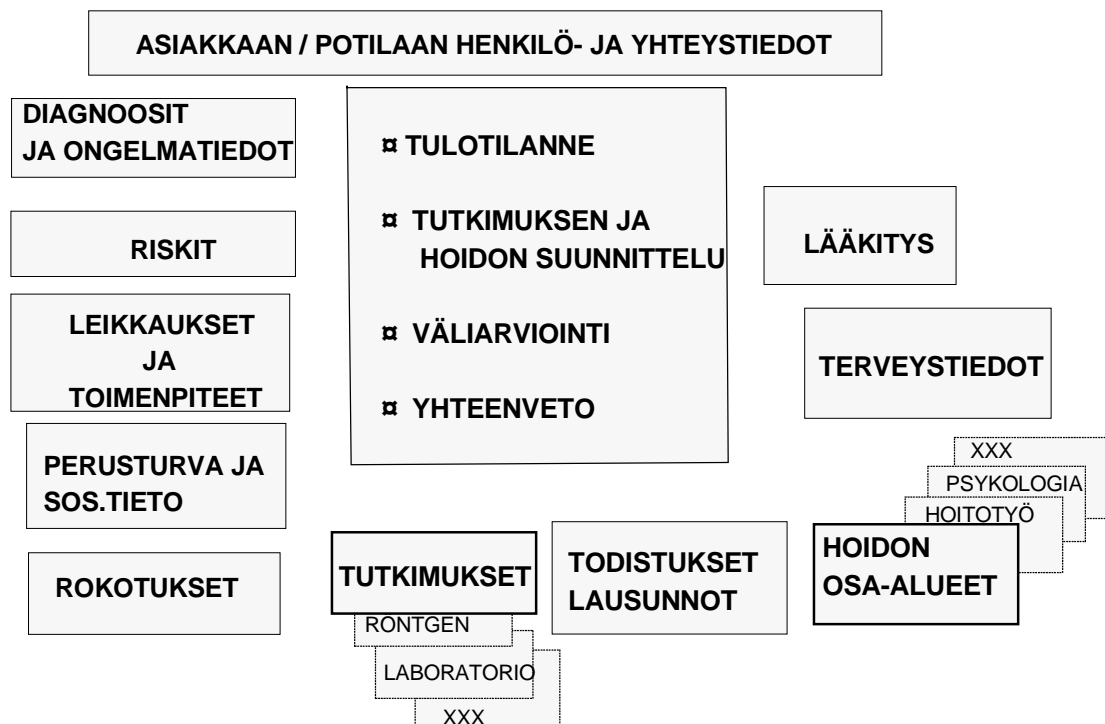 ASIAKKAAN / POTILAAN HENKILÖ- JA YHTEYSTIEDOT
DIAGNOOSIT
JA ONGELMATIEDOT
RISKIT
LEIKKAUKSET
JA
TOIMENPITEET
PERUSTURVA JA
SOS.TIETO
ROKOTUKSET
¤ TULOTILANNE
¤ TUTKIMUKSEN JA
HOIDON SUUNNITTELU
¤ VÄLIARVIOINTI
¤ YHTEENVETO
LÄÄKITYS
TERVEYSTIEDOT
TUTKIMUKSET
RÖNTGEN
LABORATORIO
XXX
TODISTUKSET
LAUSUNNOT
XXX
PSYKOLOGIA
HOITOTYÖ
HOIDON
OSA-ALUEET